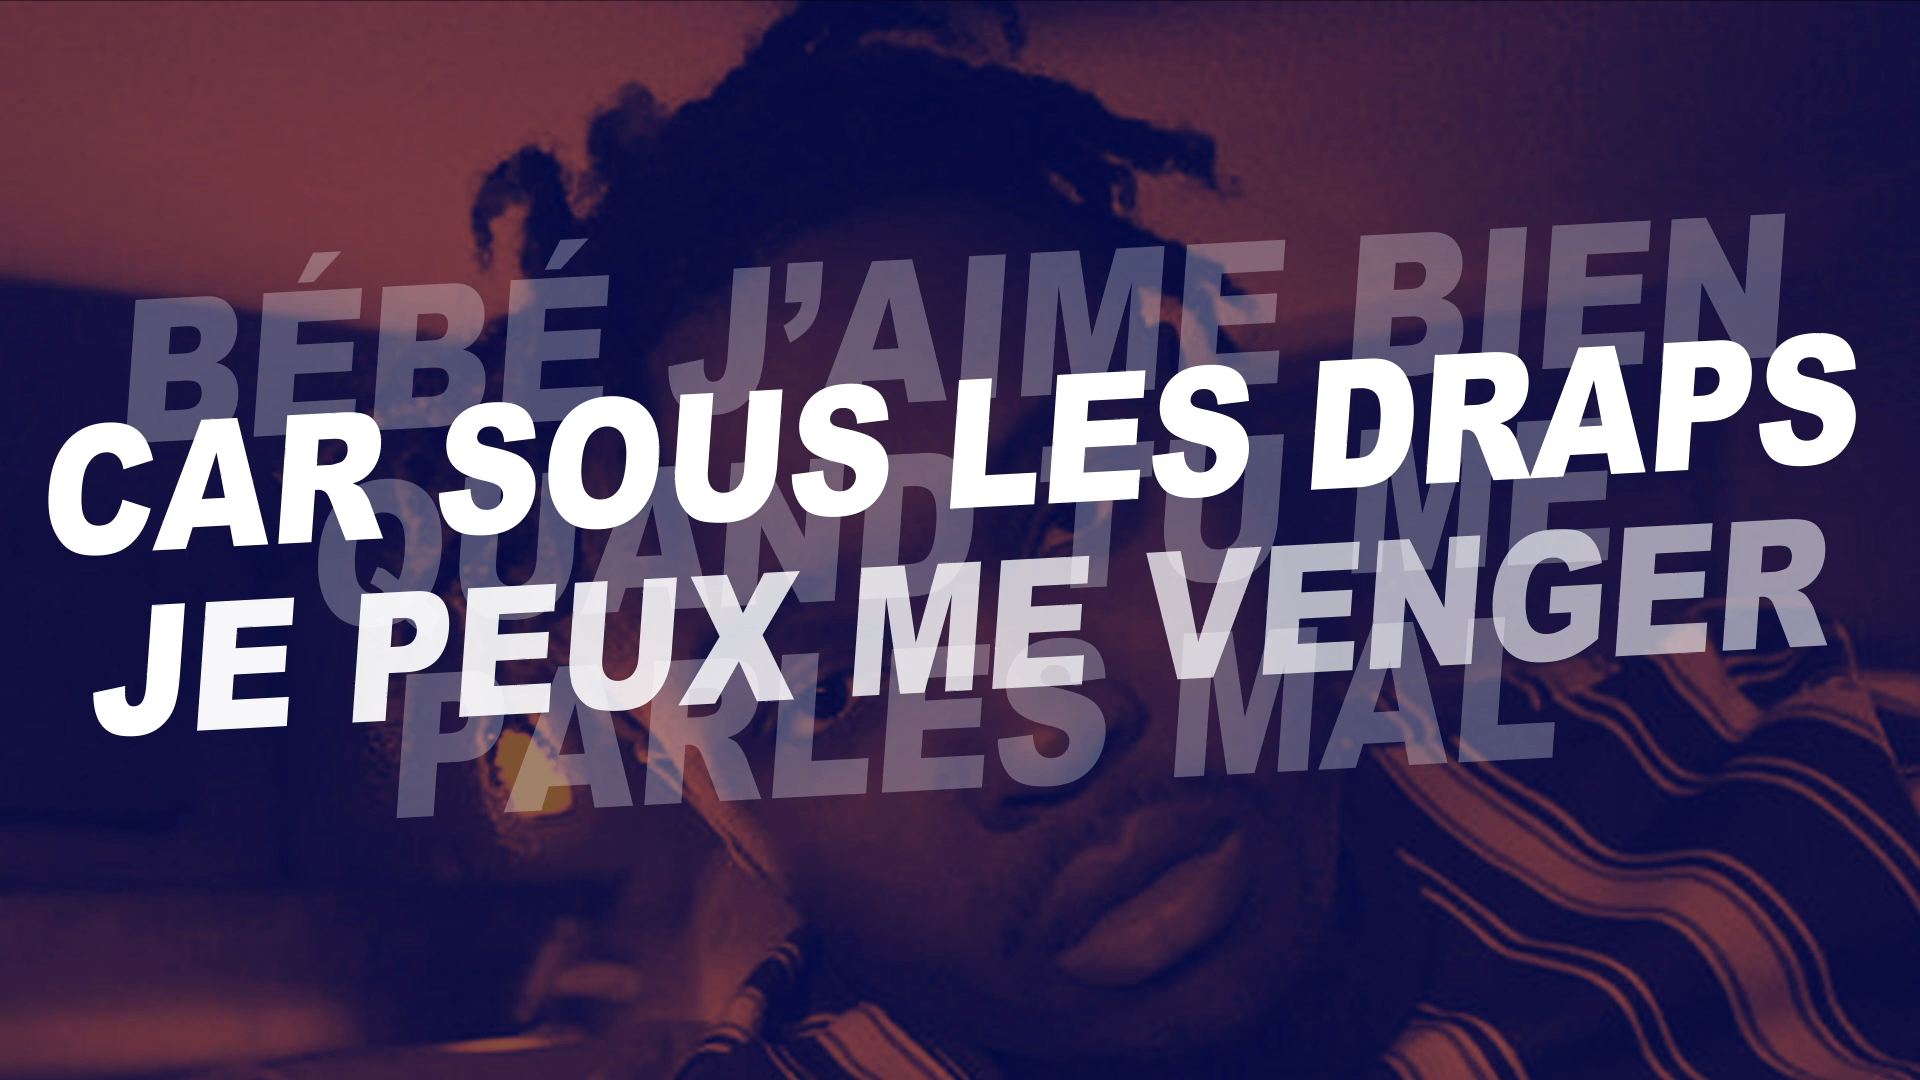 BÉBÉ J’AIME BIEN
QUAND TU ME
PARLES MAL
CAR SOUS LES DRAPS
JE PEUX ME VENGER